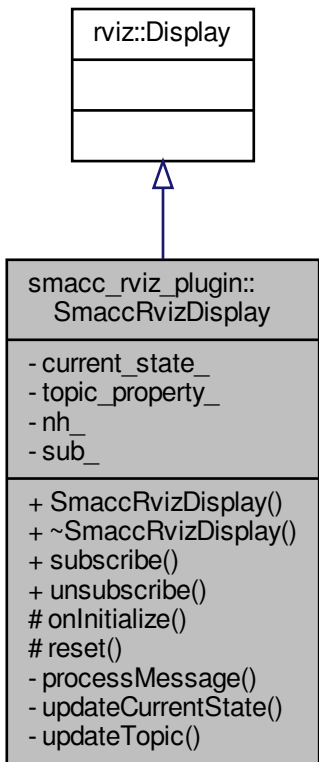 rviz::Display
smacc_rviz_plugin::
SmaccRvizDisplay
- current_state_
- topic_property_
- nh_
- sub_
+ SmaccRvizDisplay()
+ ~SmaccRvizDisplay()
+ subscribe()
+ unsubscribe()
# onInitialize()
# reset()
- processMessage()
- updateCurrentState()
- updateTopic()